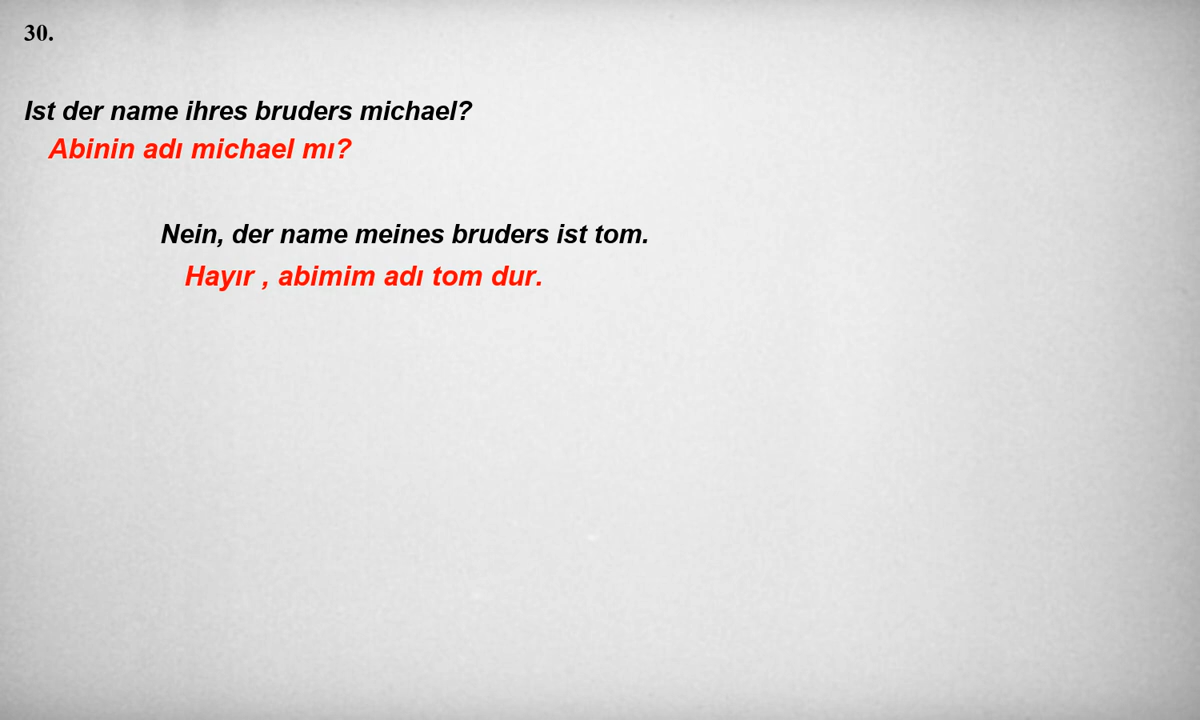 30.
Ist der name ihres bruders michael?
Abinin adı michael mı?
Nein, der name meines bruders ist tom.
Hayır , abimim adı tom dur.